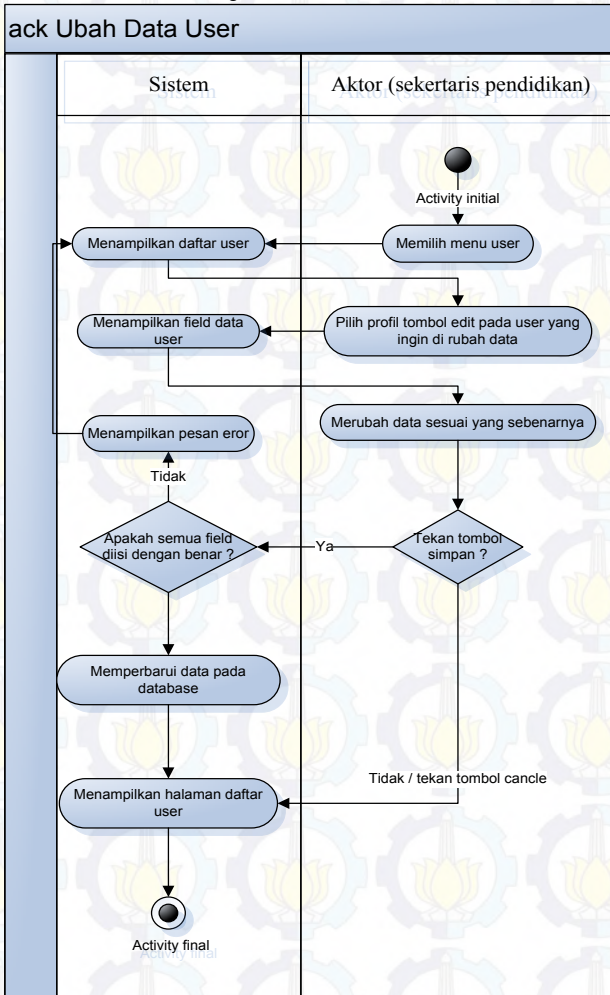 ack Ubah Data User
Sistem
Aktor (sekertaris pendidikan)
Activity initial
Menampilkan daftar user
Memilih menu user
Menampilkan field data
user
Pilih profil tombol edit pada user yang
ingin di rubah data
Menampilkan pesan eror
Merubah data sesuai yang sebenarnya
Tidak
Apakah semua field
diisi dengan benar ?
Ya
Tekan tombol
simpan ?
Memperbarui data pada
database
Tidak / tekan tombol cancle
Menampilkan halaman daftar
user
Activity final